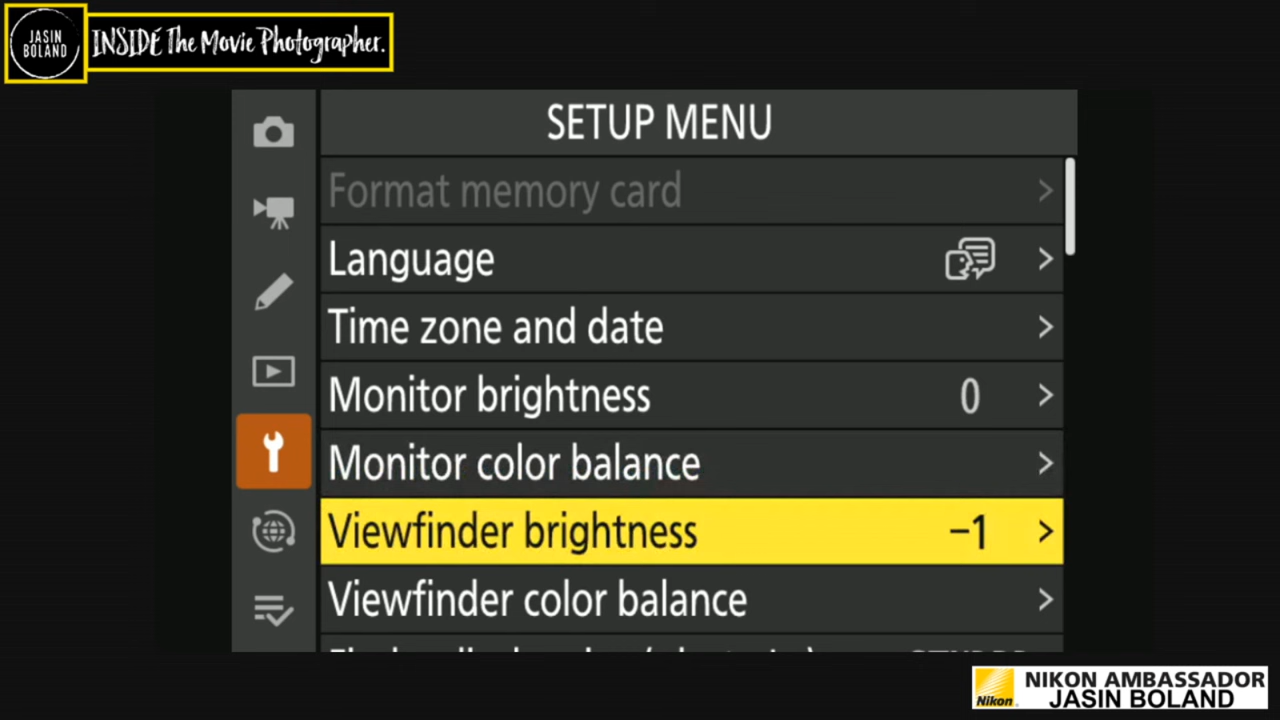 JASIN
BOLAND
INSIDE The Movie Photographer.
SETUP MENU
Format memory card
Language
Time zone and date
Monitor brightness 0
Monitor color balance
Viewfinder brightness −1
Viewfinder color balance
Nikon
NIKON AMBASSADOR
JASIN BOLAND